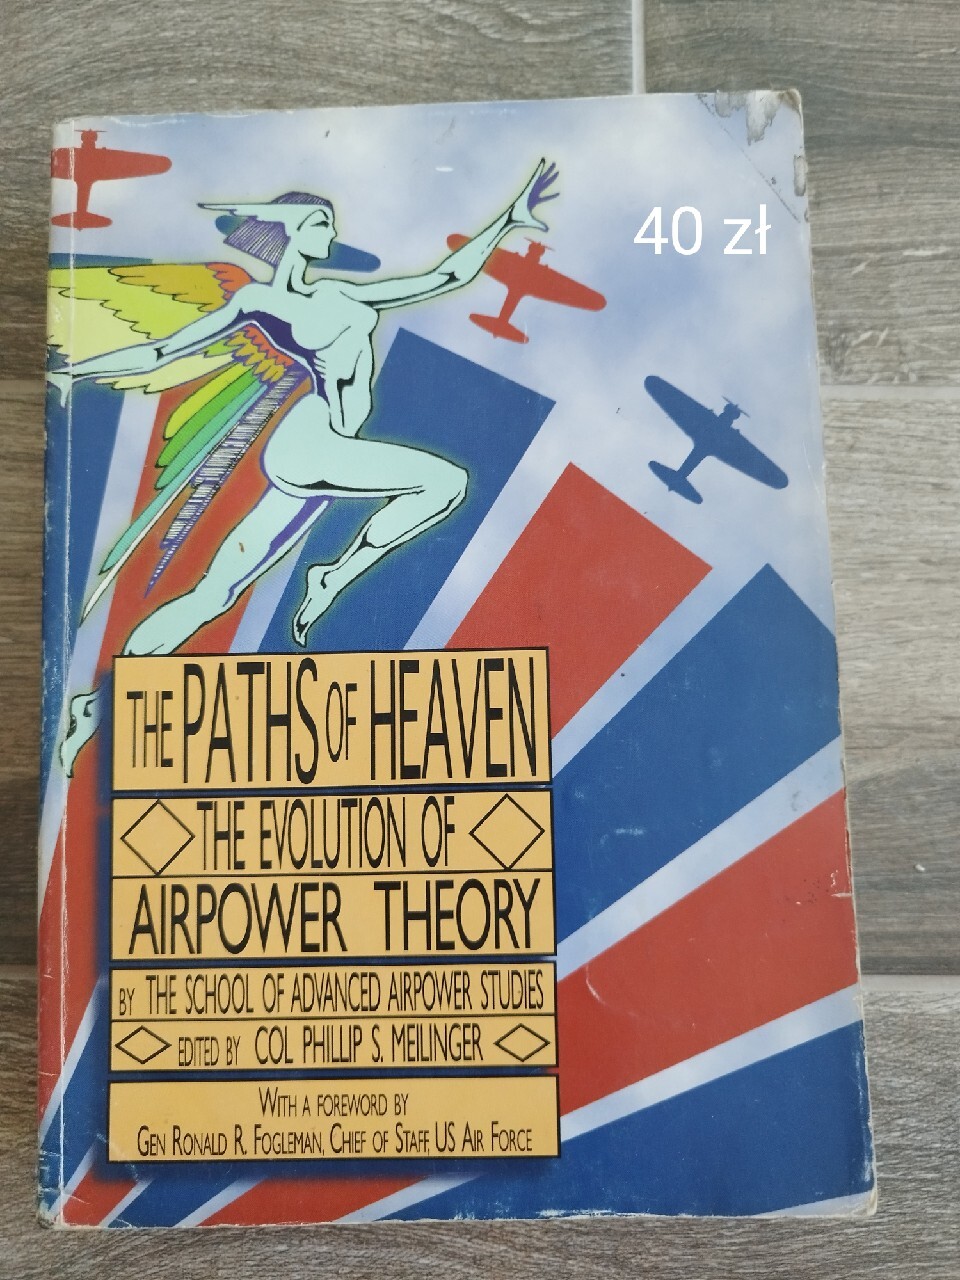 40 zł
THE PATHS OF HEAVEN
THE EVOLUTION OF
AIRPOWER THEORY
BY THE SCHOOL OF ADVANCED AIRPOWER STUDIES
EDITED BY COL PHILLIP S. MEILINGER
WITH A FOREWORD BY
GEN RONALD R. FOGLEMAN, CHIEF OF STAFF, US AIR FORCE